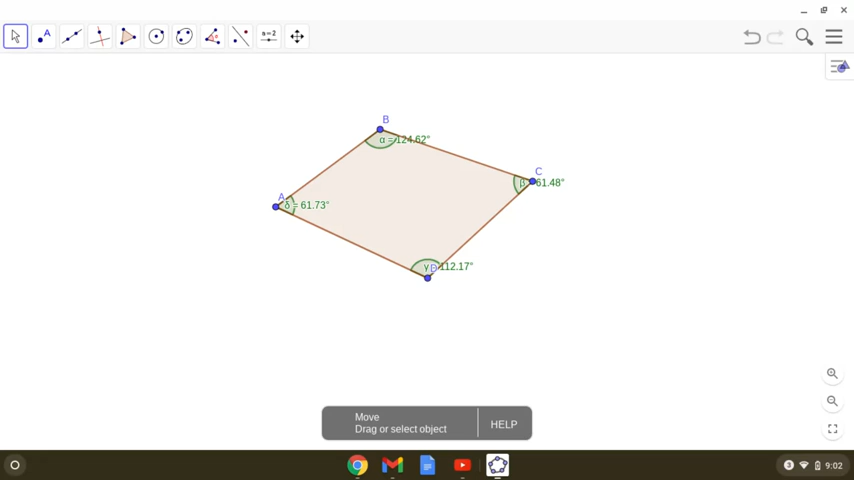 A
a=2
B
α = 124.62°
C
β 61.48°
A
δ = 61.73°
γ D 112.17°
Move
Drag or select object
HELP
3 9:02